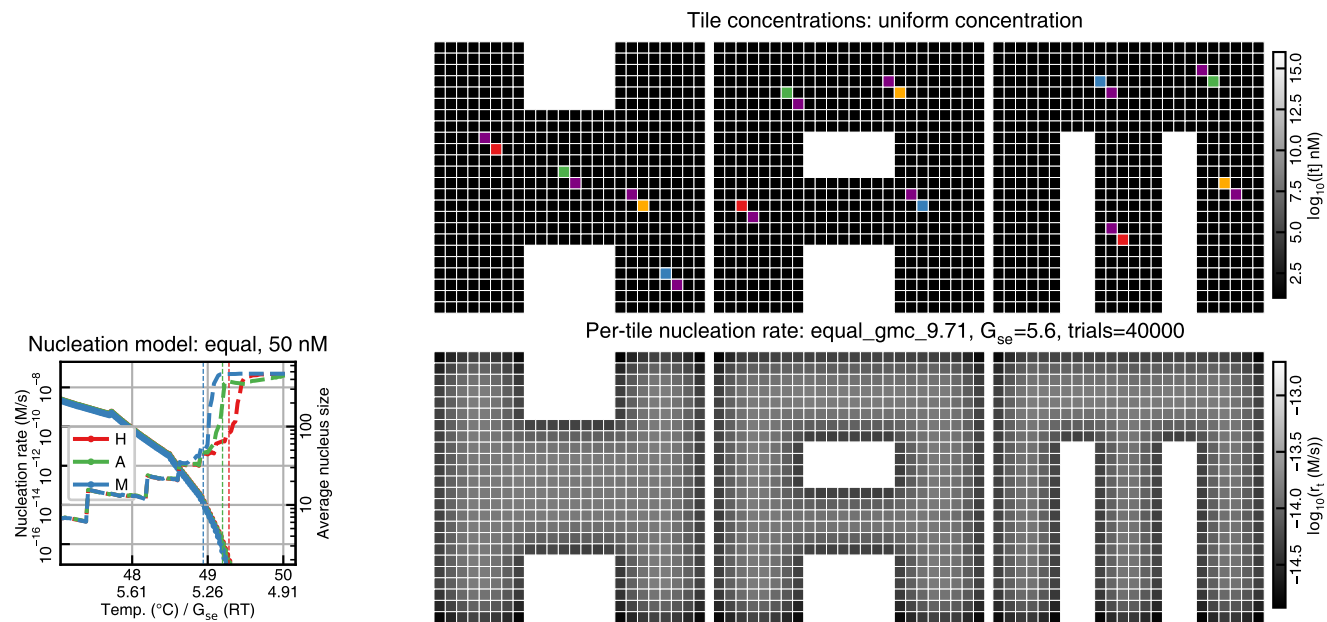 Tile concentrations: uniform concentration
15.0
12.5
10.0
7.5
5.0
2.5
log₁₀([t] nM)
Per-tile nucleation rate: equal_gmc_9.71, Gₛₑ=5.6, trials=40000
−13.0
−13.5
−14.0
−14.5
log₁₀(rₜ (M/s))
Nucleation model: equal, 50 nM
Nucleation rate (M/s)
10⁻⁸
10⁻¹⁰
10⁻¹²
10⁻¹⁴
10⁻¹⁶
H
A
M
100
10
Average nucleus size
48 49 50
5.61 5.26 4.91
Temp. (°C) / Gₛₑ (RT)